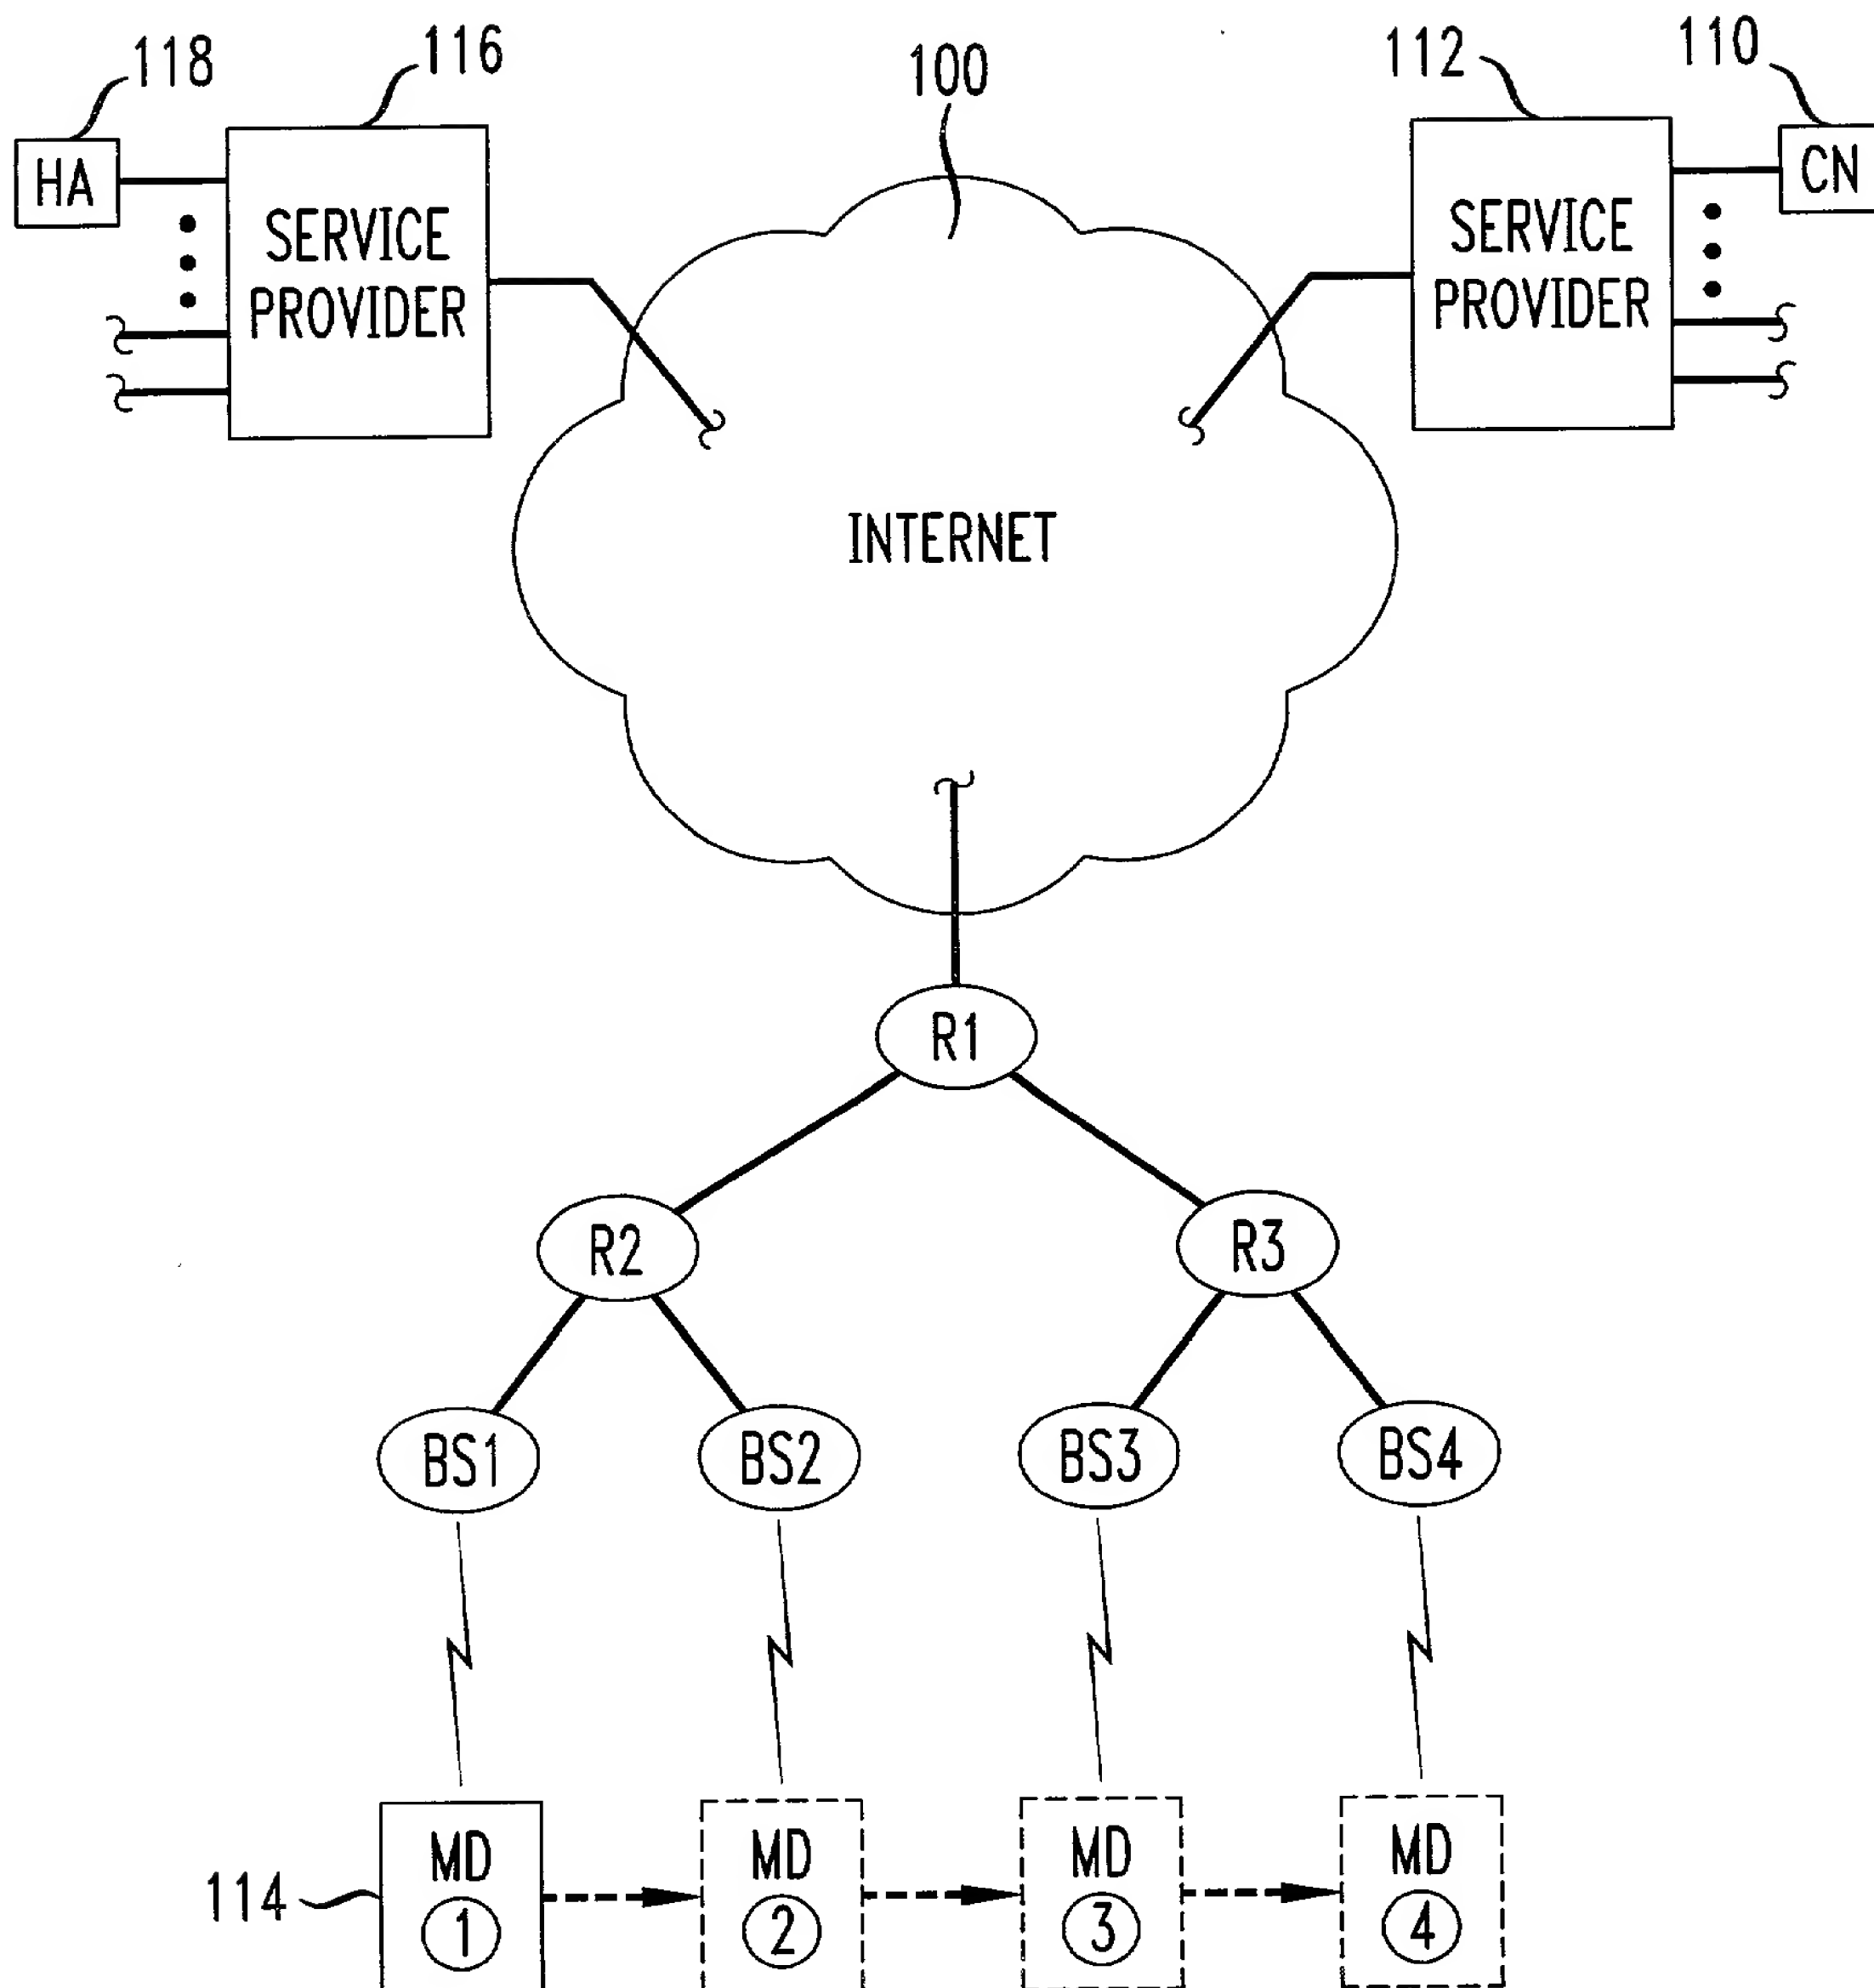 118
116
100
112
110
HA
SERVICE
PROVIDER
SERVICE
PROVIDER
CN
INTERNET
R1
R2
R3
BS1
BS2
BS3
BS4
114
MD
1
MD
2
MD
3
MD
4